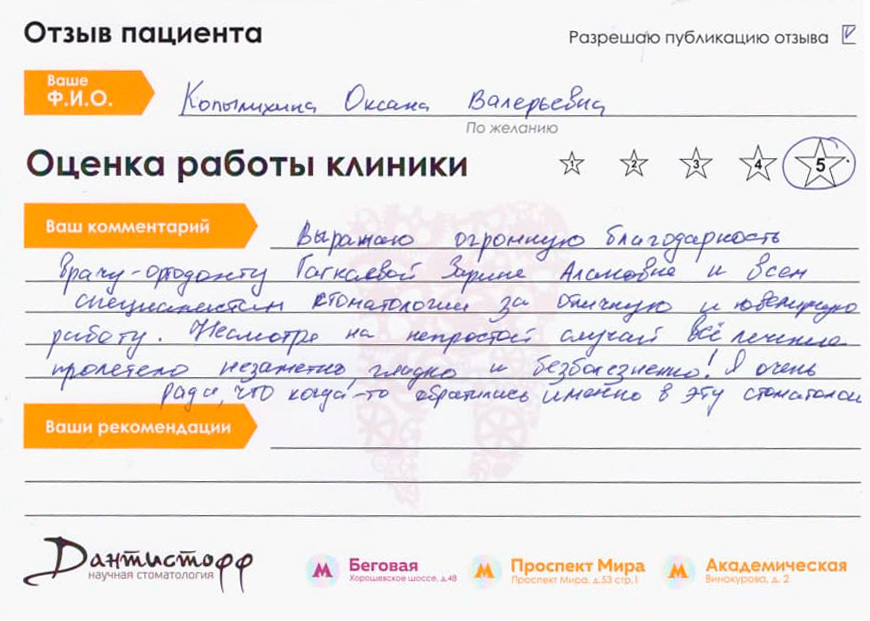 Отзыв пациента
Разрешаю публикацию отзыва
Ваше
Ф.И.О.
Копылихина Оксана Валерьевна
По желанию
Оценка работы клиники
1 2 3 4 5
Ваш комментарий
Выражаю огромную благодарность
врачу-ортодонту Гаткаевой Зарине Алановне и всем
специалистам стоматологии за отличную и ювелирную
работу. Несмотря на непростой случай всё лечение
пролетело незаметно, гладко и безболезненно! Я очень
рада, что когда-то обратилась именно в эту стоматологи
Ваши рекомендации
Дантистофф
научная стоматология
Беговая
Хорошевское шоссе, д.48
Проспект Мира
Проспект Мира, д.53 стр.1
Академическая
Винокурова, д. 2